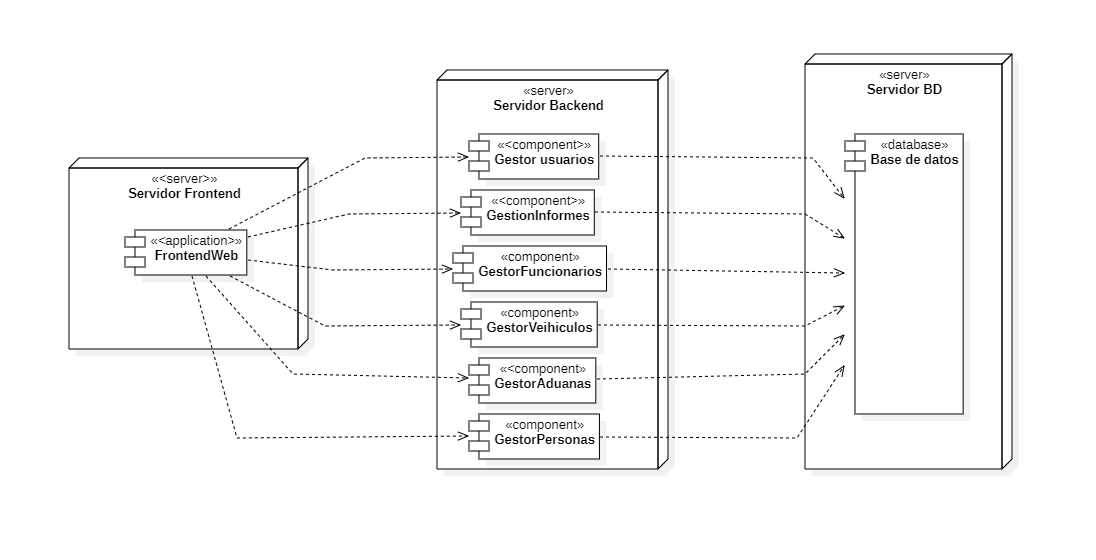 «<server>»
Servidor Frontend
«<application>»
FrontendWeb
«server»
Servidor Backend
«<component>»
Gestor usuarios
«<component>»
GestionInformes
«component»
GestorFuncionarios
«component»
GestorVeihiculos
«<component»
GestorAduanas
«component»
GestorPersonas
«server»
Servidor BD
«database»
Base de datos